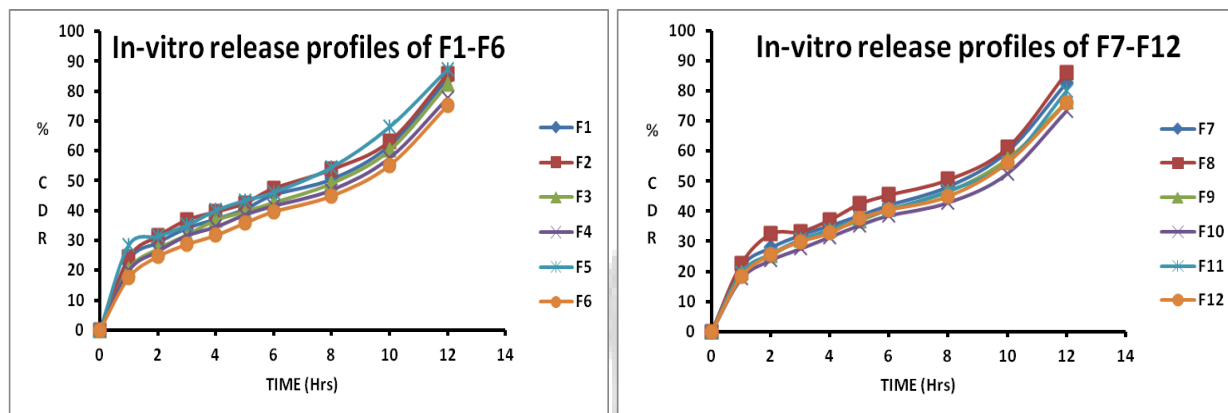 In-vitro release profiles of F1-F6
100
90
80
70
60
50
40
30
20
10
0
%
C
D
R
0 2 4 6 8 10 12 14
TIME (Hrs)
F1
F2
F3
F4
F5
F6
In-vitro release profiles of F7-F12
100
90
80
70
60
50
40
30
20
10
0
%
C
D
R
0 2 4 6 8 10 12 14
TIME (Hrs)
F7
F8
F9
F10
F11
F12